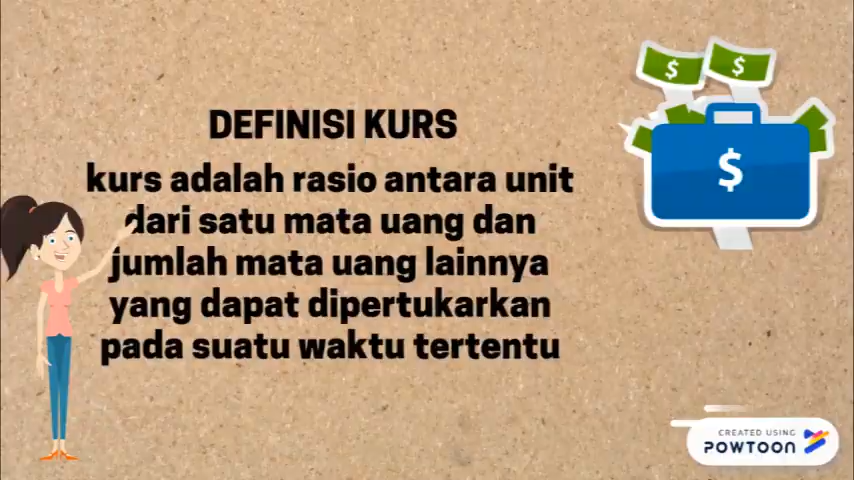 DEFINISI KURS
kurs adalah rasio antara unit
dari satu mata uang dan
jumlah mata uang lainnya
yang dapat dipertukarkan
pada suatu waktu tertentu
$ $
$
CREATED USING
POWTOON